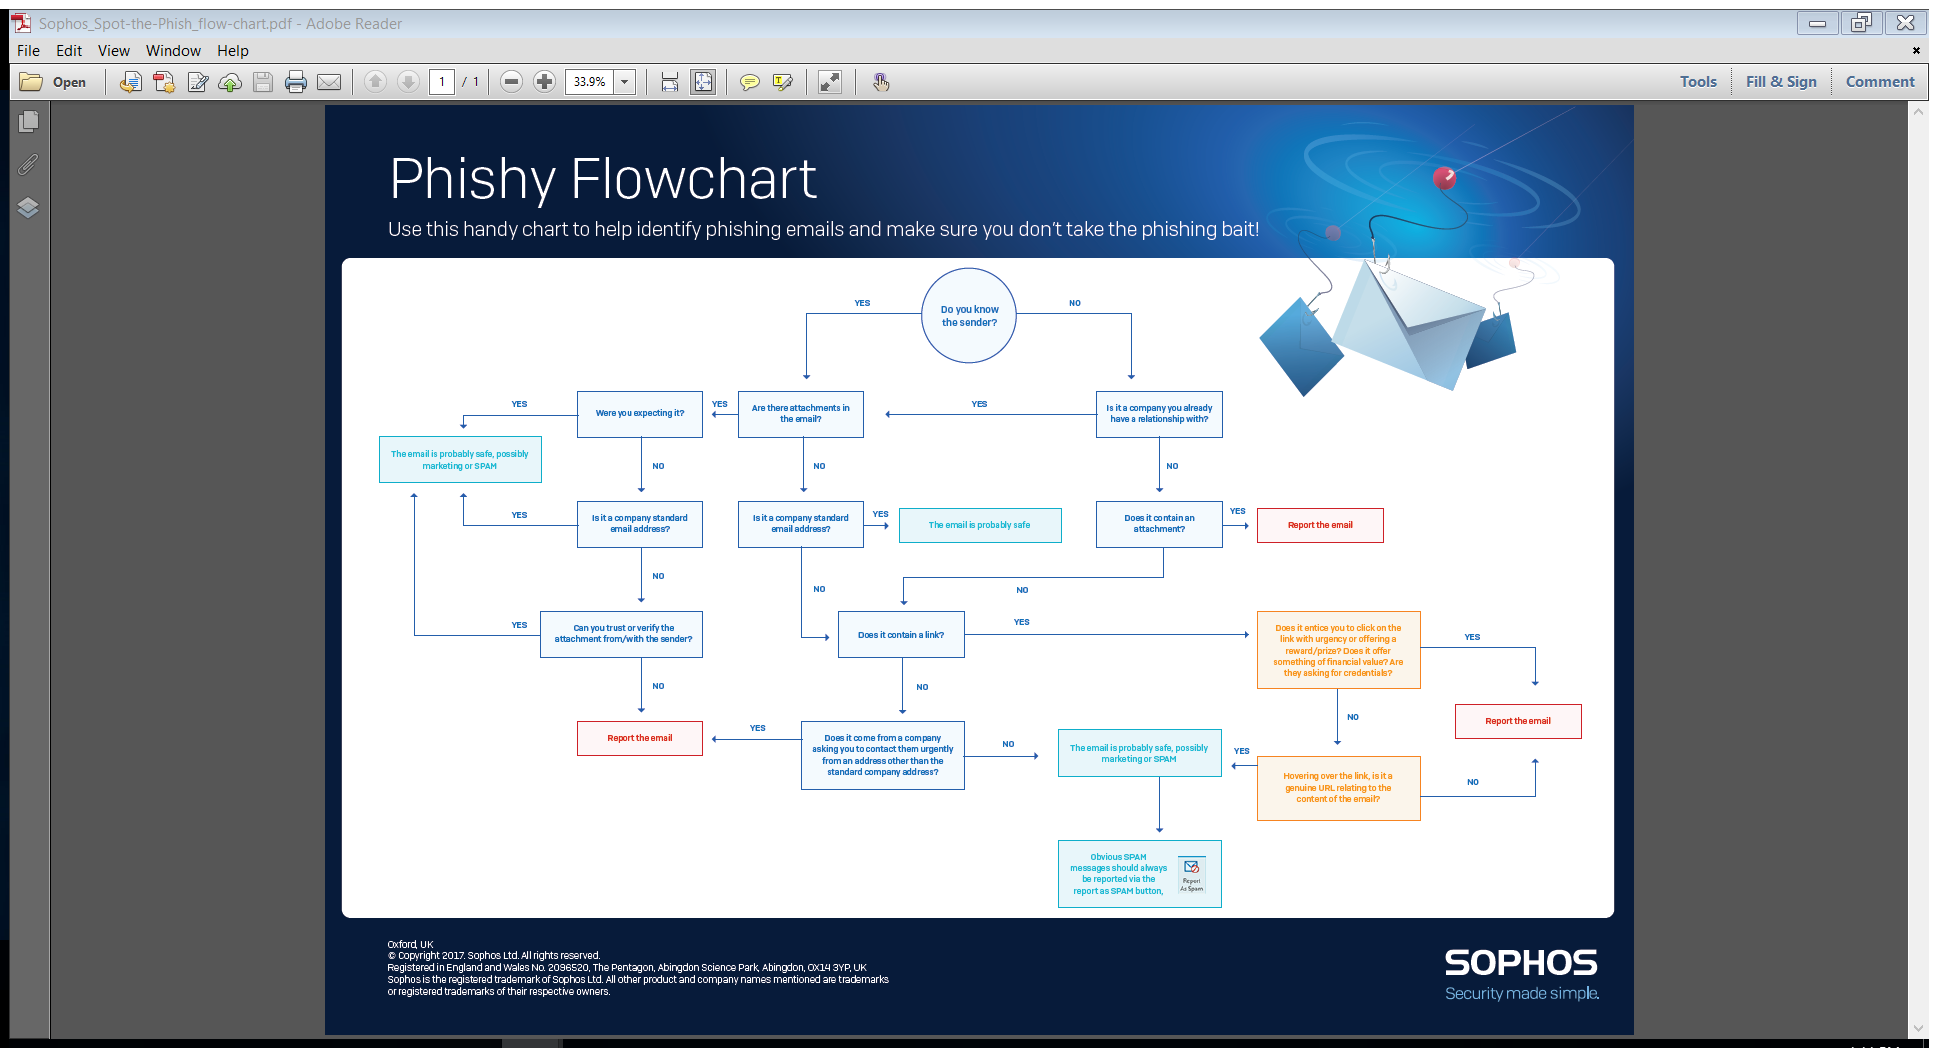 Sophos_Spot-the-Phish_flow-chart.pdf - Adobe Reader
File Edit View Window Help
Open
1 / 1
33.9%
Tools Fill & Sign Comment
Phishy Flowchart
Use this handy chart to help identify phishing emails and make sure you don't take the phishing bait!
Do you know
the sender?
YES
NO
Were you expecting it?
YES
Are there attachments in
the email?
YES
YES
Is it a company you already
have a relationship with?
The email is probably safe, possibly
marketing or SPAM
NO
NO
NO
YES
Is it a company standard
email address?
Is it a company standard
email address?
YES
The email is probably safe
Does it contain an
attachment?
YES
Report the email
NO
NO
NO
YES
Can you trust or verify the
attachment from/with the sender?
Does it contain a link?
YES
Does it entice you to click on the
link with urgency or offering a
reward/prize? Does it offer
something of financial value? Are
they asking for credentials?
YES
NO
NO
NO
Report the email
Report the email
YES
Does it come from a company
asking you to contact them urgently
from an address other than the
standard company address?
NO
The email is probably safe, possibly
marketing or SPAM
YES
Hovering over the link, is it a
genuine URL relating to the
content of the email?
NO
Obvious SPAM
messages should always
be reported via the
report as SPAM button,
Report
As Spam
Oxford, UK
© Copyright 2017. Sophos Ltd. All rights reserved.
Registered in England and Wales No. 2096520, The Pentagon, Abingdon Science Park, Abingdon, OX14 3YP, UK
Sophos is the registered trademark of Sophos Ltd. All other product and company names mentioned are trademarks
or registered trademarks of their respective owners.
SOPHOS
Security made simple.